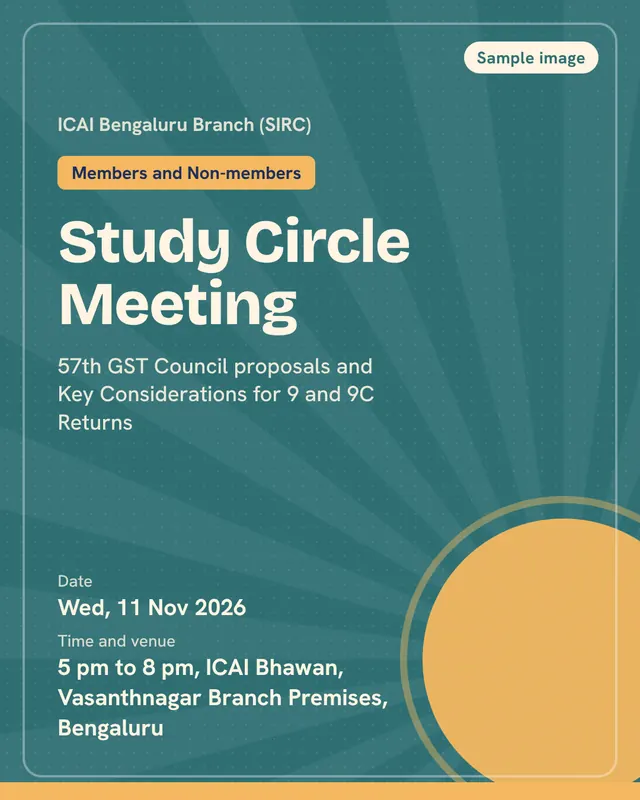 Sample image
ICAI Bengaluru Branch (SIRC)
Members and Non-members
Study Circle
Meeting
57th GST Council proposals and
Key Considerations for 9 and 9C
Returns
Date
Wed, 11 Nov 2026
Time and venue
5 pm to 8 pm, ICAI Bhawan,
Vasanthnagar Branch Premises,
Bengaluru